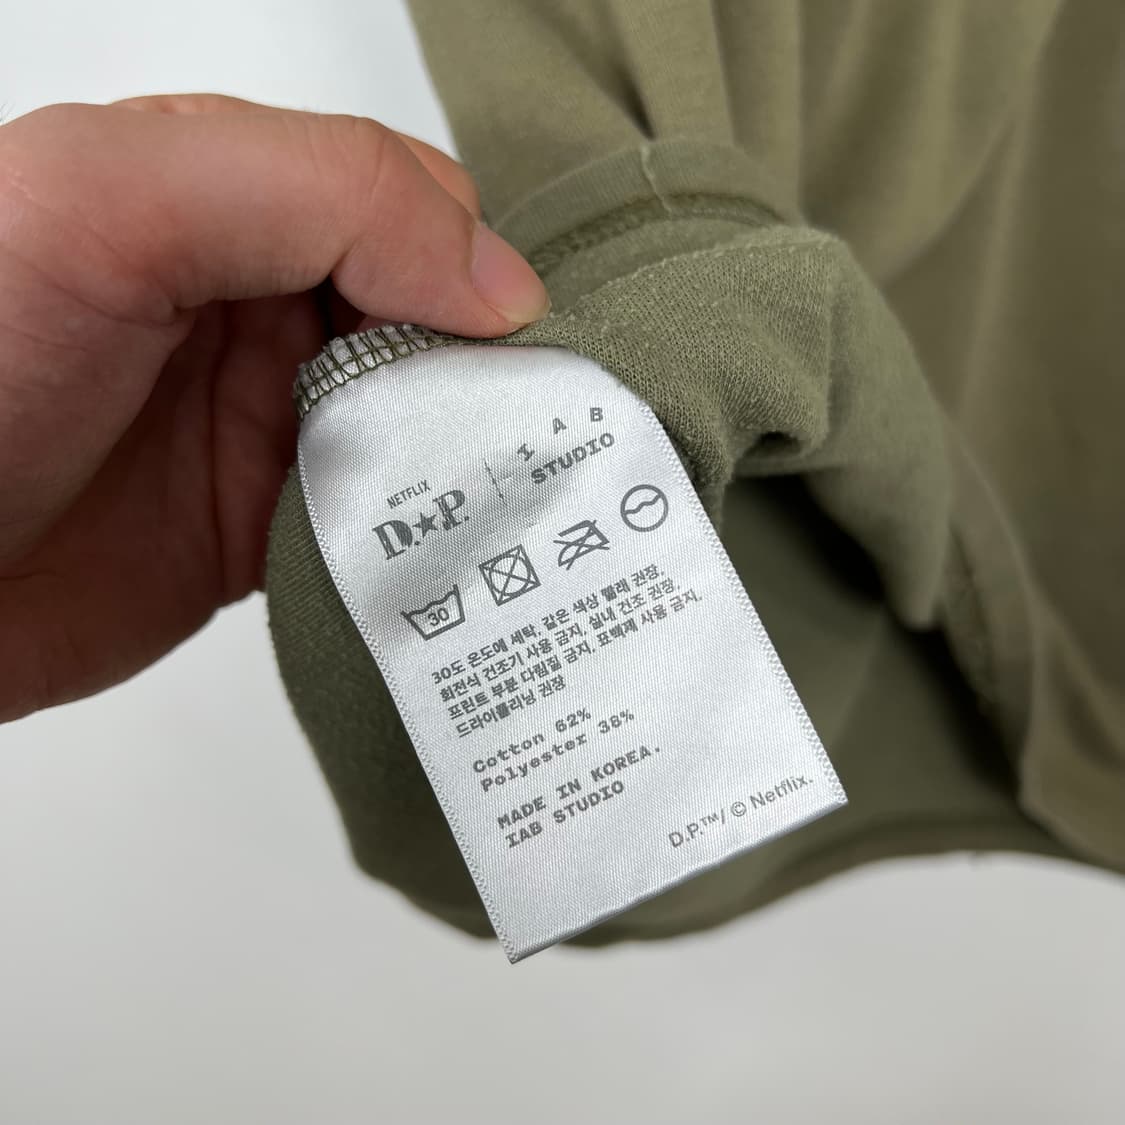 NETFLIX
D.★P.
IAB
STUDIO
30
30도 온도에 세탁, 같은 색상 빨래 권장.
회전식 건조기 사용 금지, 실내 건조 권장.
프린트 부분 다림질 금지, 표백제 사용 금지.
드라이클리닝 권장
Cotton 62%
Polyester 38%
MADE IN KOREA.
IAB STUDIO
D.P.™/ © Netflix.